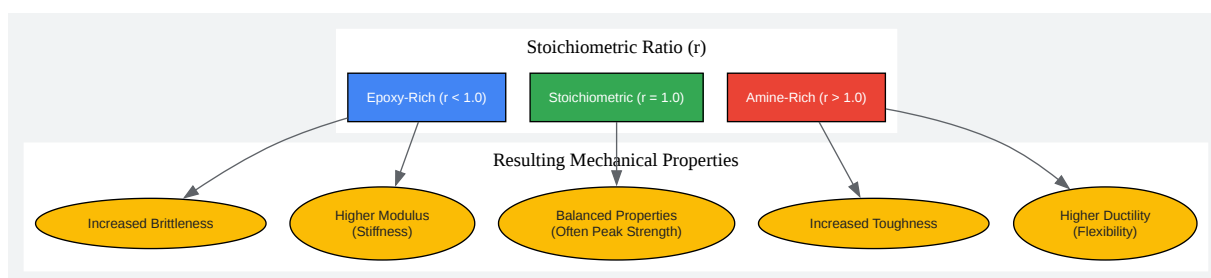 Stoichiometric Ratio (r)
Epoxy-Rich (r < 1.0)
Stoichiometric (r = 1.0)
Amine-Rich (r > 1.0)
Resulting Mechanical Properties
Increased Brittleness
Higher Modulus
(Stiffness)
Balanced Properties
(Often Peak Strength)
Increased Toughness
Higher Ductility
(Flexibility)